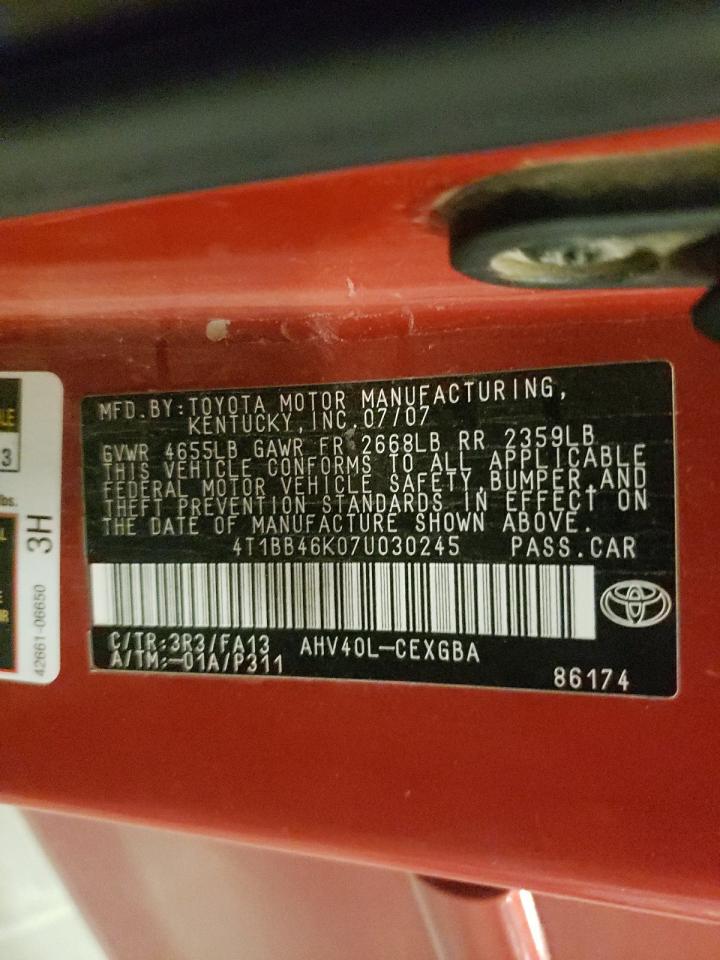 MFD.BY:TOYOTA MOTOR MANUFACTURING,
KENTUCKY,INC.07/07
GVWR 4655LB GAWR FR 2668LB RR 2359LB
THIS VEHICLE CONFORMS TO ALL APPLICABLE
FEDERAL MOTOR VEHICLE SAFETY,BUMPER,AND
THEFT PREVENTION STANDARDS IN EFFECT ON
THE DATE OF MANUFACTURE SHOWN ABOVE.
4T1BB46K07U030245 PASS.CAR
C/TR:3R3/FA13 AHV40L-CEXGBA
A/TM:-01A/P311
86174
3H
42661-06650
3
lbs.